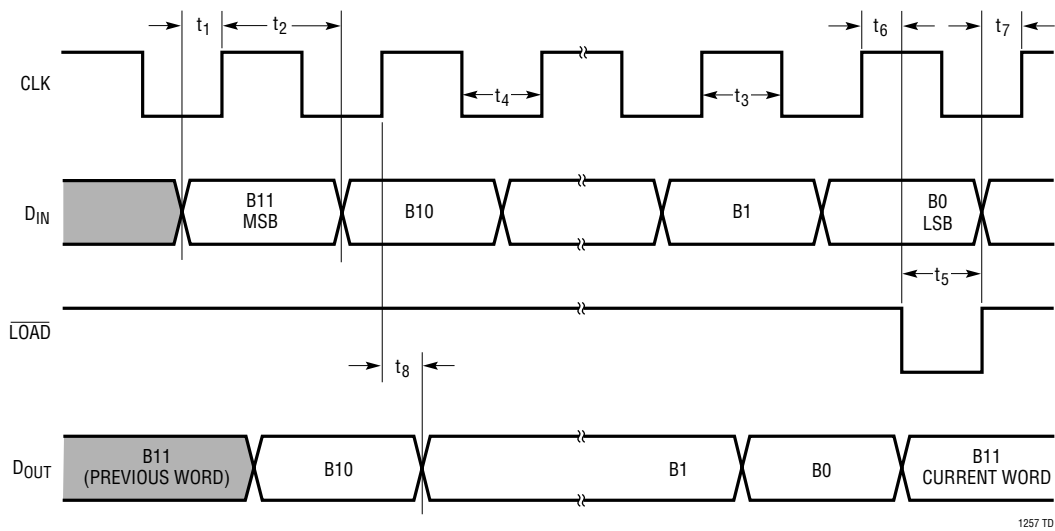 t1
t2
t6
t7
CLK
t4
t3
DIN
B11
MSB
B10
B1
B0
LSB
t5
LOAD
t8
DOUT
B11
(PREVIOUS WORD)
B10
B1
B0
B11
CURRENT WORD
1257 TD